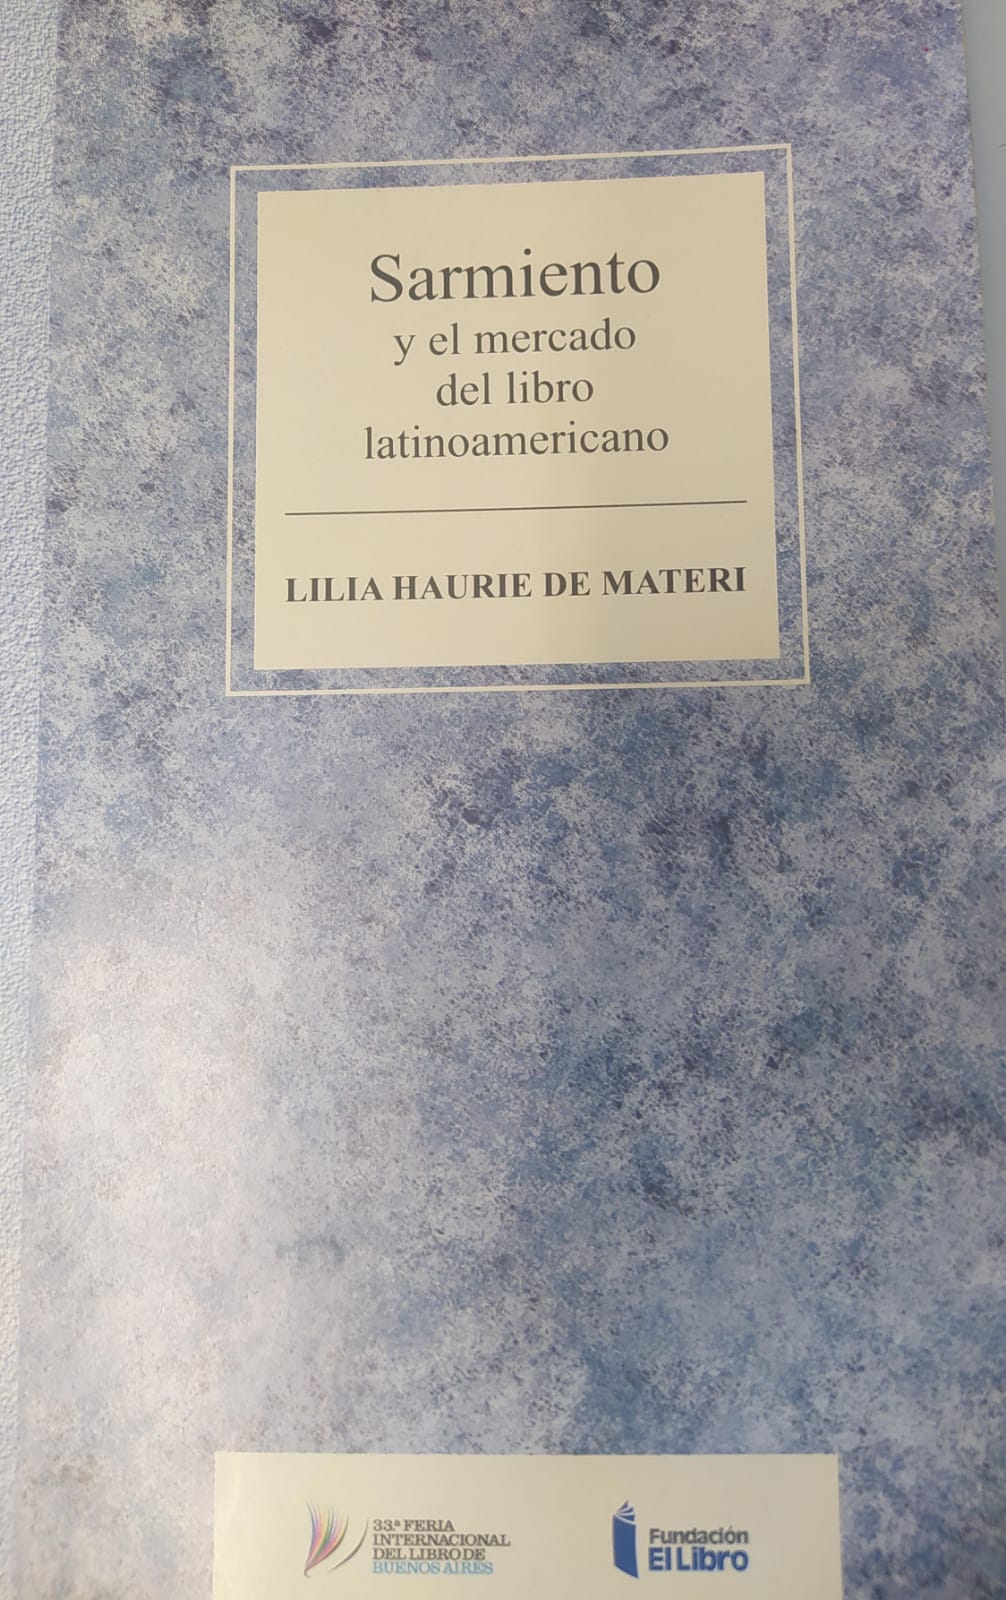 Sarmiento
y el mercado
del libro
latinoamericano
LILIA HAURIE DE MATERI
33.ª FERIA
INTERNACIONAL
DEL LIBRO DE
BUENOS AIRES
Fundación
El Libro